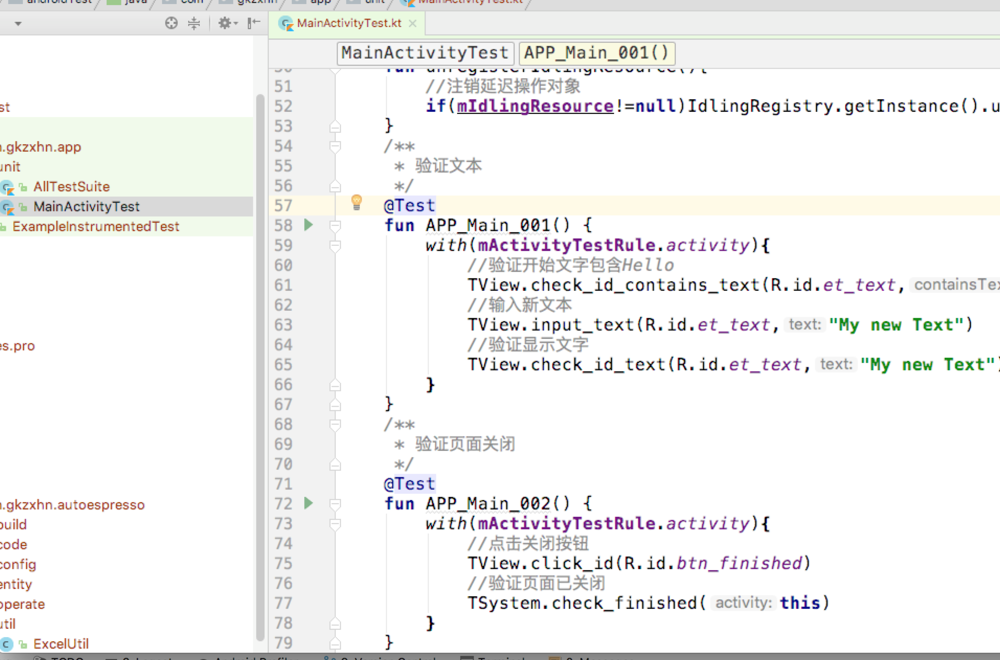 androidTest java com gkzxhn app unit MainActivityTest.kt
MainActivityTest.kt
MainActivityTest APP_Main_001()
st
.gkzxhn.app
unit
AllTestSuite
MainActivityTest
ExampleInstrumentedTest
es.pro
.gkzxhn.autoespresso
build
code
config
entity
operate
util
ExcelUtil
50 fun unregisterIdlingResource(){
51 //注销延迟操作对象
52 if(mIdlingResource!=null)IdlingRegistry.getInstance().u
53 }
54 /**
55 * 验证文本
56 */
57 @Test
58 fun APP_Main_001() {
59 with(mActivityTestRule.activity){
60 //验证开始文字包含Hello
61 TView.check_id_contains_text(R.id.et_text, containsTex
62 //输入新文本
63 TView.input_text(R.id.et_text, text: "My new Text")
64 //验证显示文字
65 TView.check_id_text(R.id.et_text, text: "My new Text")
66 }
67 }
68 /**
69 * 验证页面关闭
70 */
71 @Test
72 fun APP_Main_002() {
73 with(mActivityTestRule.activity){
74 //点击关闭按钮
75 TView.click_id(R.id.btn_finished)
76 //验证页面已关闭
77 TSystem.check_finished( activity: this)
78 }
79 }
TODO 6: Logcat Android Profiler 9: Version Control Terminal 0: Messages